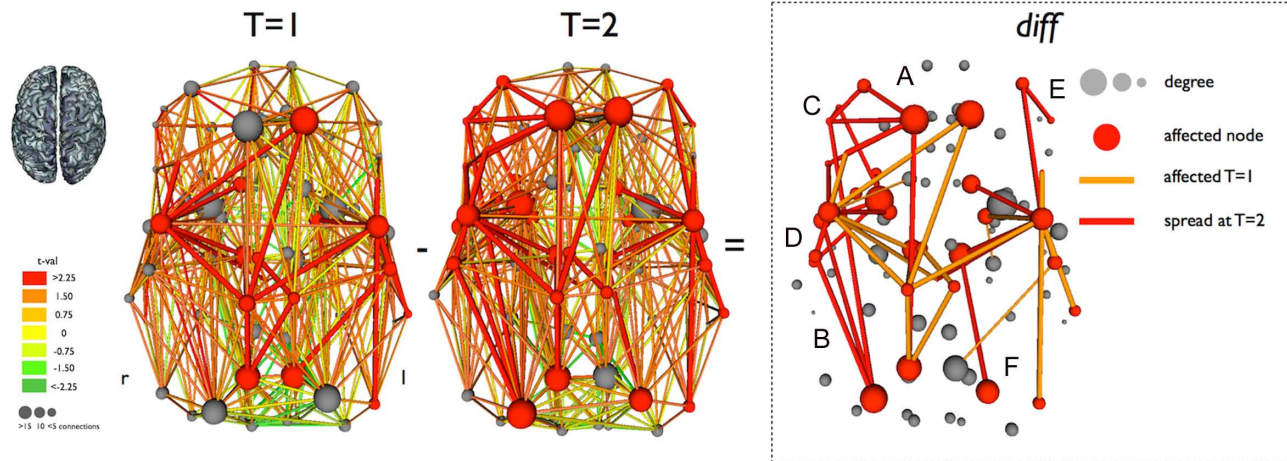 T=1
T=2
diff
A
C
E
D
B
F
degree
affected node
affected T=1
spread at T=2
-
=
t-val
>2.25
1.50
0.75
0
-0.75
-1.50
<-2.25
r
l
>15 10 <5 connections